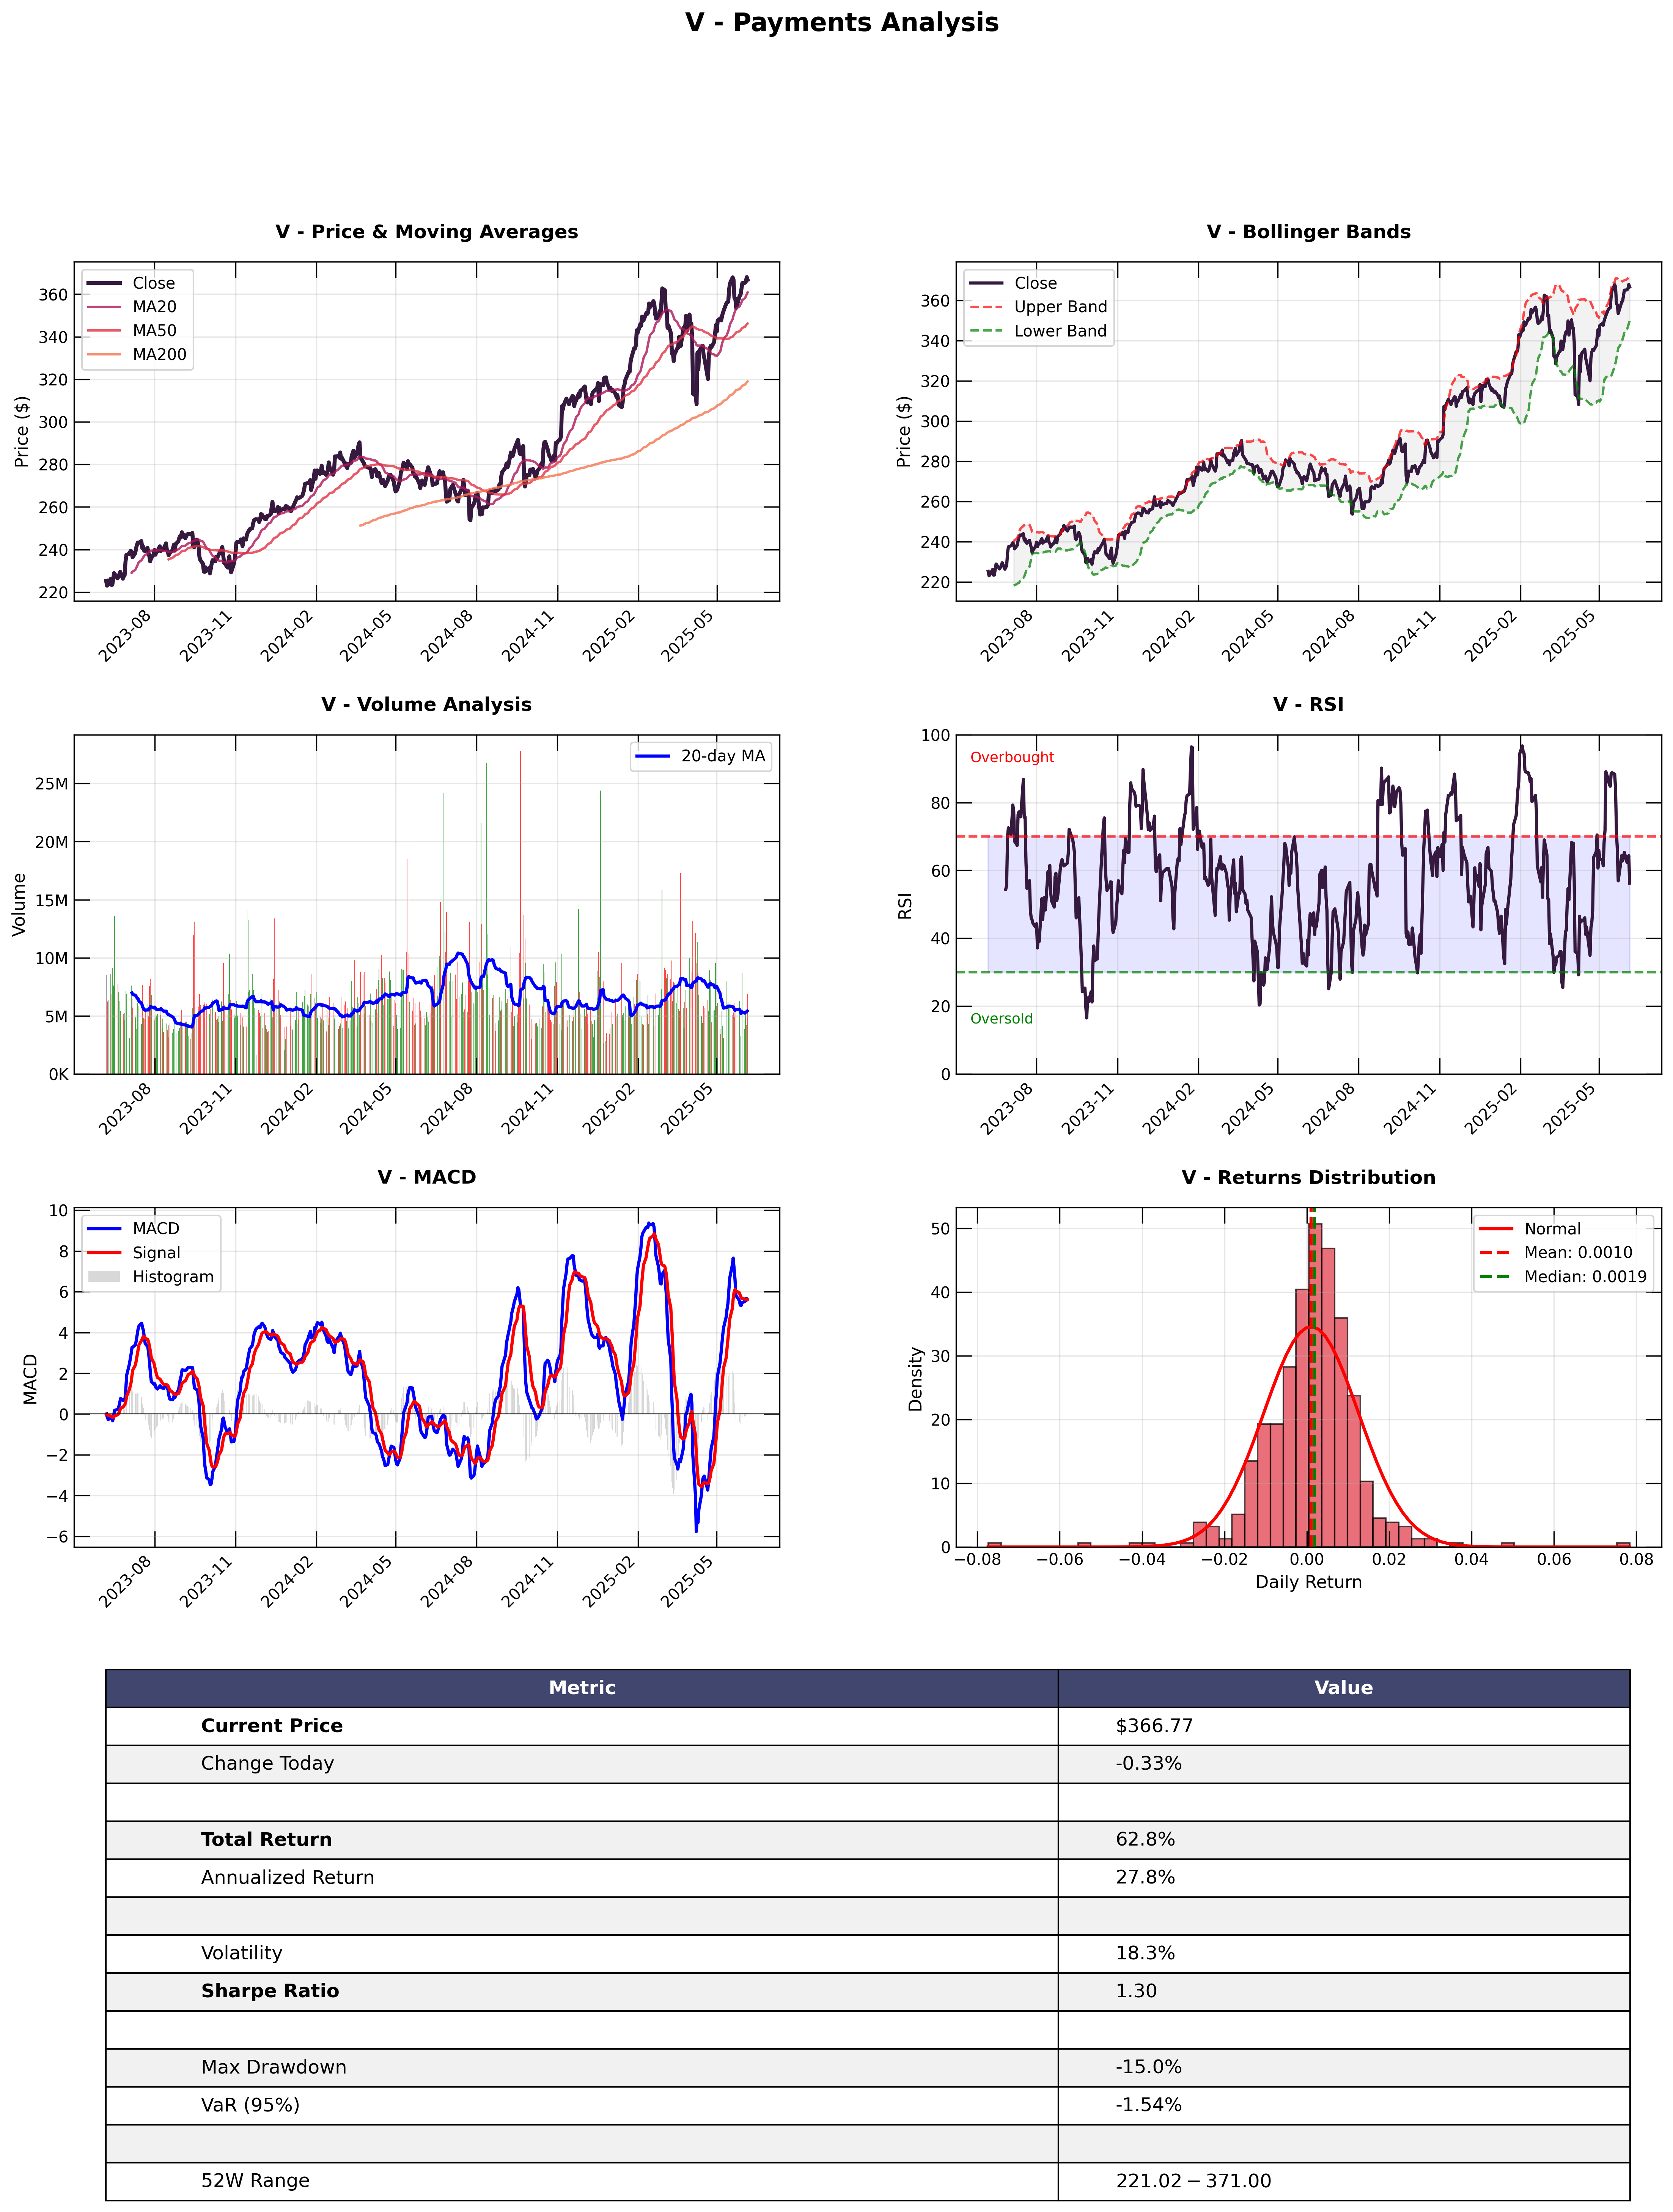 V - Payments Analysis
V - Price & Moving Averages
Price ($)
360
340
320
300
280
260
240
220
Close
MA20
MA50
MA200
2023-08
2023-11
2024-02
2024-05
2024-08
2024-11
2025-02
2025-05
V - Bollinger Bands
Price ($)
360
340
320
300
280
260
240
220
Close
Upper Band
Lower Band
2023-08
2023-11
2024-02
2024-05
2024-08
2024-11
2025-02
2025-05
V - Volume Analysis
Volume
25M
20M
15M
10M
5M
0K
20-day MA
2023-08
2023-11
2024-02
2024-05
2024-08
2024-11
2025-02
2025-05
V - RSI
RSI
100
80
60
40
20
0
Overbought
Oversold
2023-08
2023-11
2024-02
2024-05
2024-08
2024-11
2025-02
2025-05
V - MACD
MACD
10
8
6
4
2
0
−2
−4
−6
MACD
Signal
Histogram
2023-08
2023-11
2024-02
2024-05
2024-08
2024-11
2025-02
2025-05
V - Returns Distribution
Density
50
40
30
20
10
0
Normal
Mean: 0.0010
Median: 0.0019
−0.08
−0.06
−0.04
−0.02
0.00
0.02
0.04
0.06
0.08
Daily Return
Metric Value
Current Price $366.77
Change Today -0.33%
Total Return 62.8%
Annualized Return 27.8%
Volatility 18.3%
Sharpe Ratio 1.30
Max Drawdown -15.0%
VaR (95%) -1.54%
52W Range 221.02 − 371.00